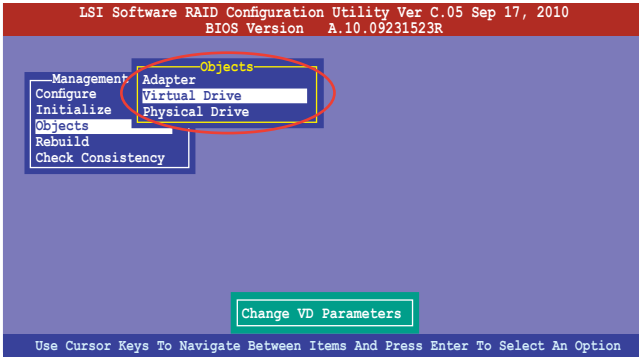 LSI Software RAID Configuration Utility Ver C.05 Sep 17, 2010
BIOS Version A.10.09231523R
Objects
Management
Adapter
Configure
Virtual Drive
Initialize
Physical Drive
Objects
Rebuild
Check Consistency
Change VD Parameters
Use Cursor Keys To Navigate Between Items And Press Enter To Select An Option